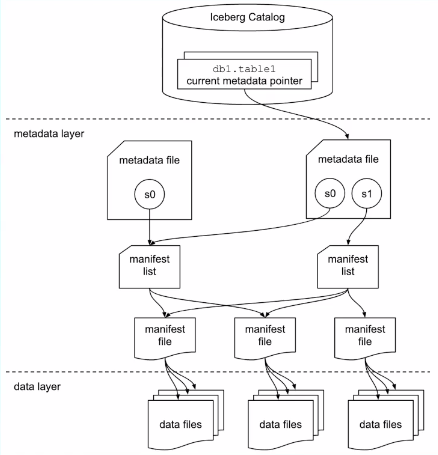 Iceberg Catalog
db1.table1
current metadata pointer
metadata layer
metadata file
s0
metadata file
s0
s1
manifest
list
manifest
list
manifest
file
manifest
file
manifest
file
data layer
data files
data files
data files